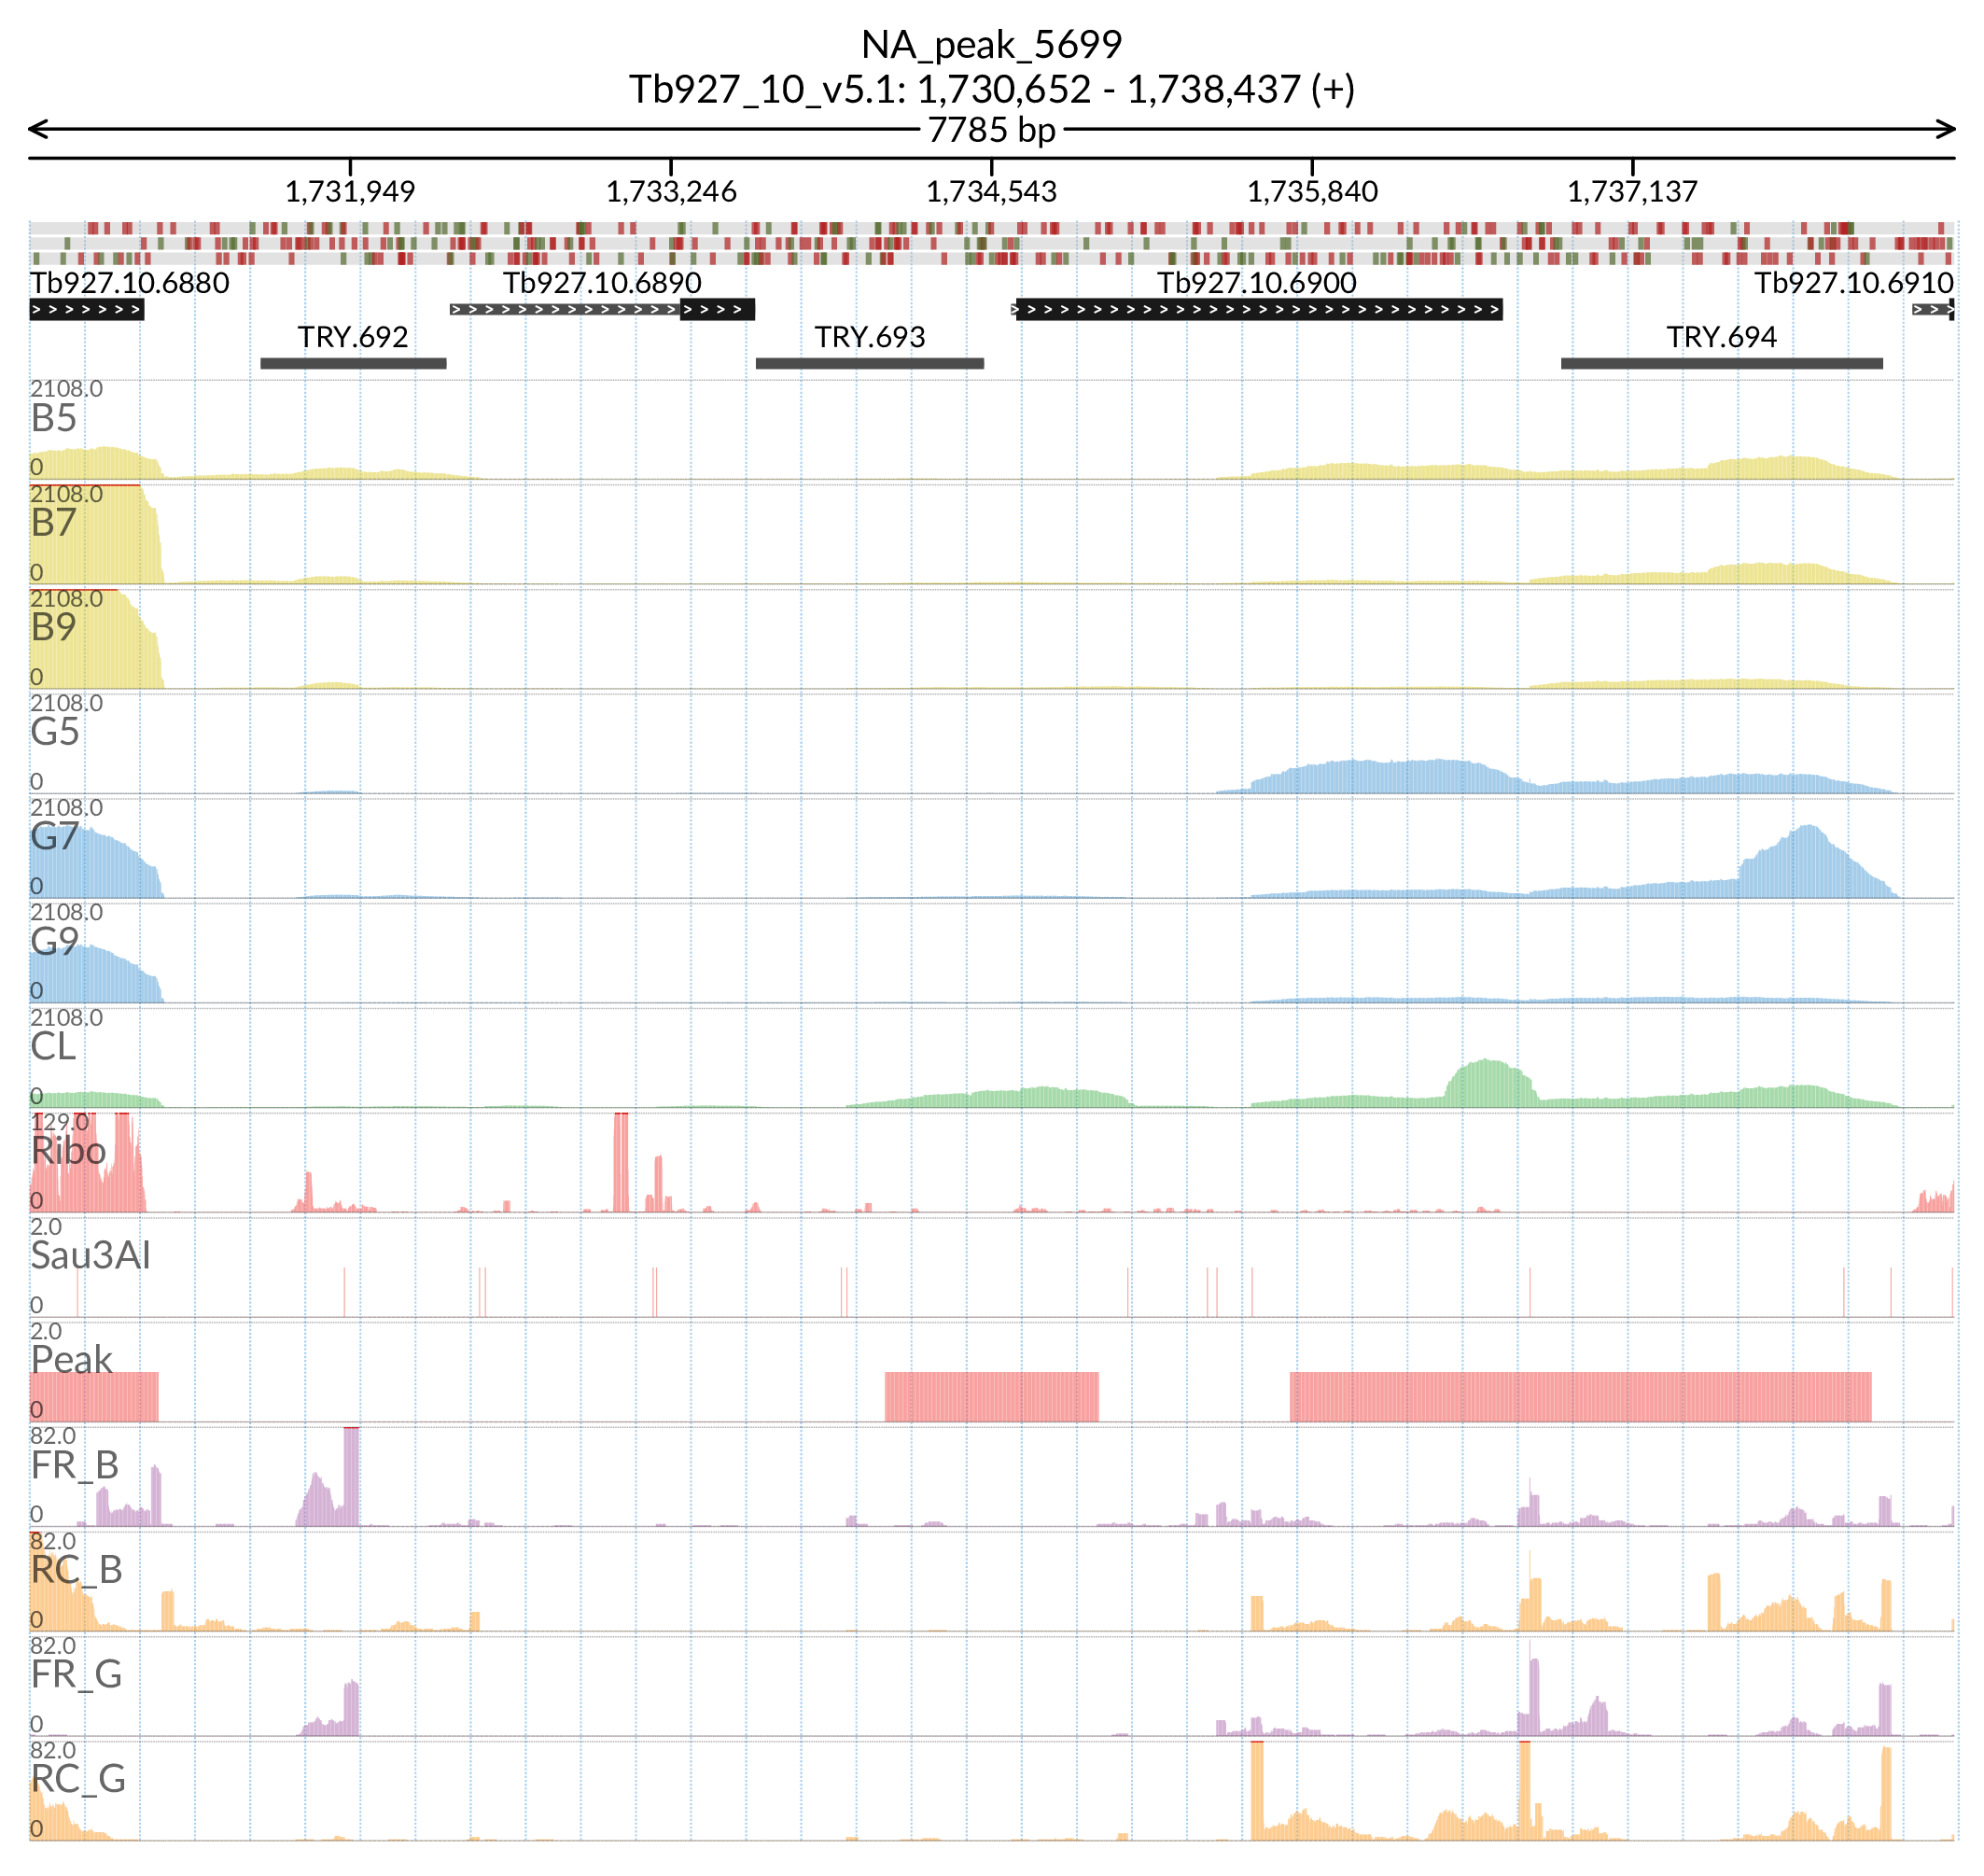 NA_peak_5699
Tb927_10_v5.1: 1,730,652 - 1,738,437 (+)
7785 bp
1,731,949 1,733,246 1,734,543 1,735,840 1,737,137
Tb927.10.6880 Tb927.10.6890 Tb927.10.6900 Tb927.10.6910
TRY.692 TRY.693 TRY.694
2108.0
B5
0
2108.0
B7
0
2108.0
B9
0
2108.0
G5
0
2108.0
G7
0
2108.0
G9
0
2108.0
CL
0
129.0
Ribo
0
2.0
Sau3AI
0
2.0
Peak
0
82.0
FR_B
0
82.0
RC_B
0
82.0
FR_G
0
82.0
RC_G
0